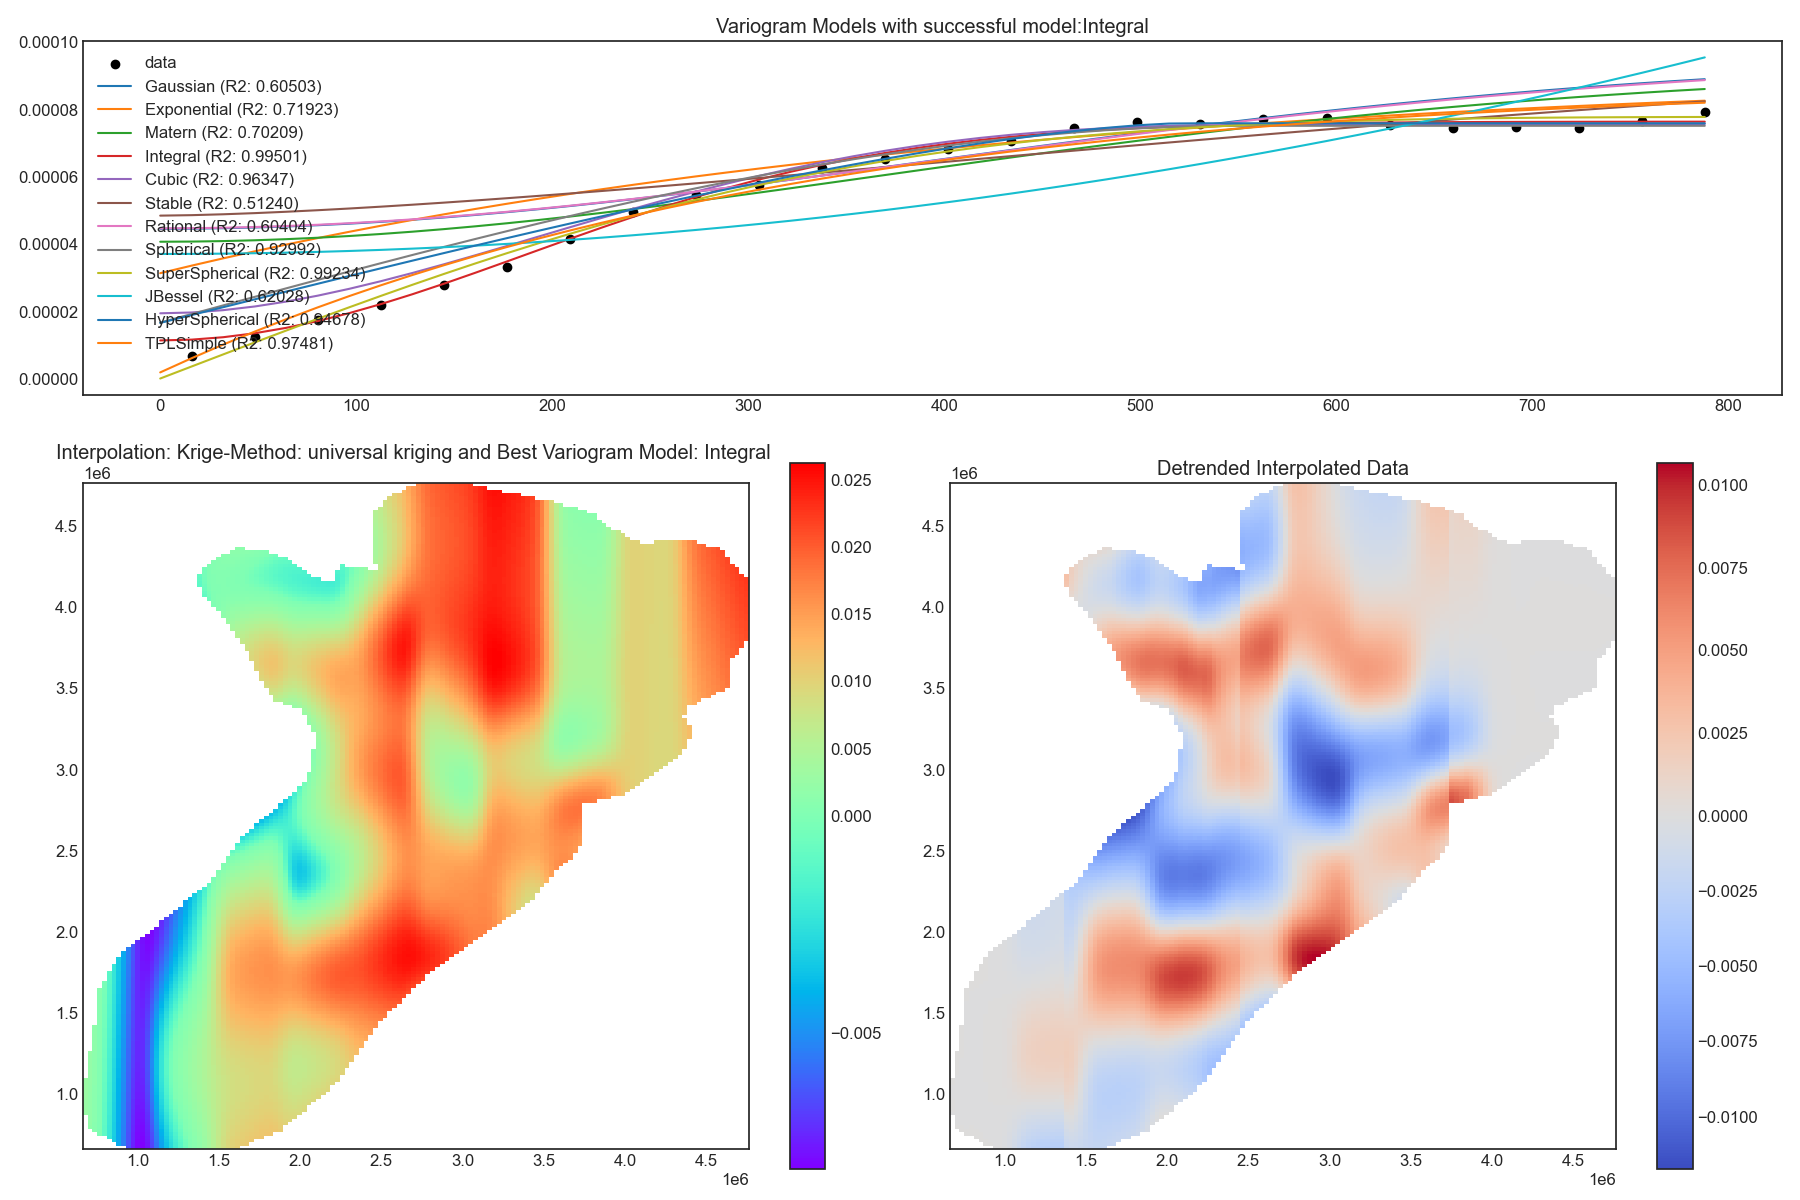 Variogram Models with successful model:Integral
0.00010
0.00008
0.00006
0.00004
0.00002
0.00000
data
Gaussian (R2: 0.60503)
Exponential (R2: 0.71923)
Matern (R2: 0.70209)
Integral (R2: 0.99501)
Cubic (R2: 0.96347)
Stable (R2: 0.51240)
Rational (R2: 0.60404)
Spherical (R2: 0.92992)
SuperSpherical (R2: 0.99234)
JBessel (R2: 0.62028)
HyperSpherical (R2: 0.94678)
TPLSimple (R2: 0.97481)
0 100 200 300 400 500 600 700 800
Interpolation: Krige-Method: universal kriging and Best Variogram Model: Integral
1e6
4.5
4.0
3.5
3.0
2.5
2.0
1.5
1.0
1.0 1.5 2.0 2.5 3.0 3.5 4.0 4.5
1e6
0.025
0.020
0.015
0.010
0.005
0.000
−0.005
Detrended Interpolated Data
1e6
4.5
4.0
3.5
3.0
2.5
2.0
1.5
1.0
1.0 1.5 2.0 2.5 3.0 3.5 4.0 4.5
1e6
0.0100
0.0075
0.0050
0.0025
0.0000
−0.0025
−0.0050
−0.0075
−0.0100